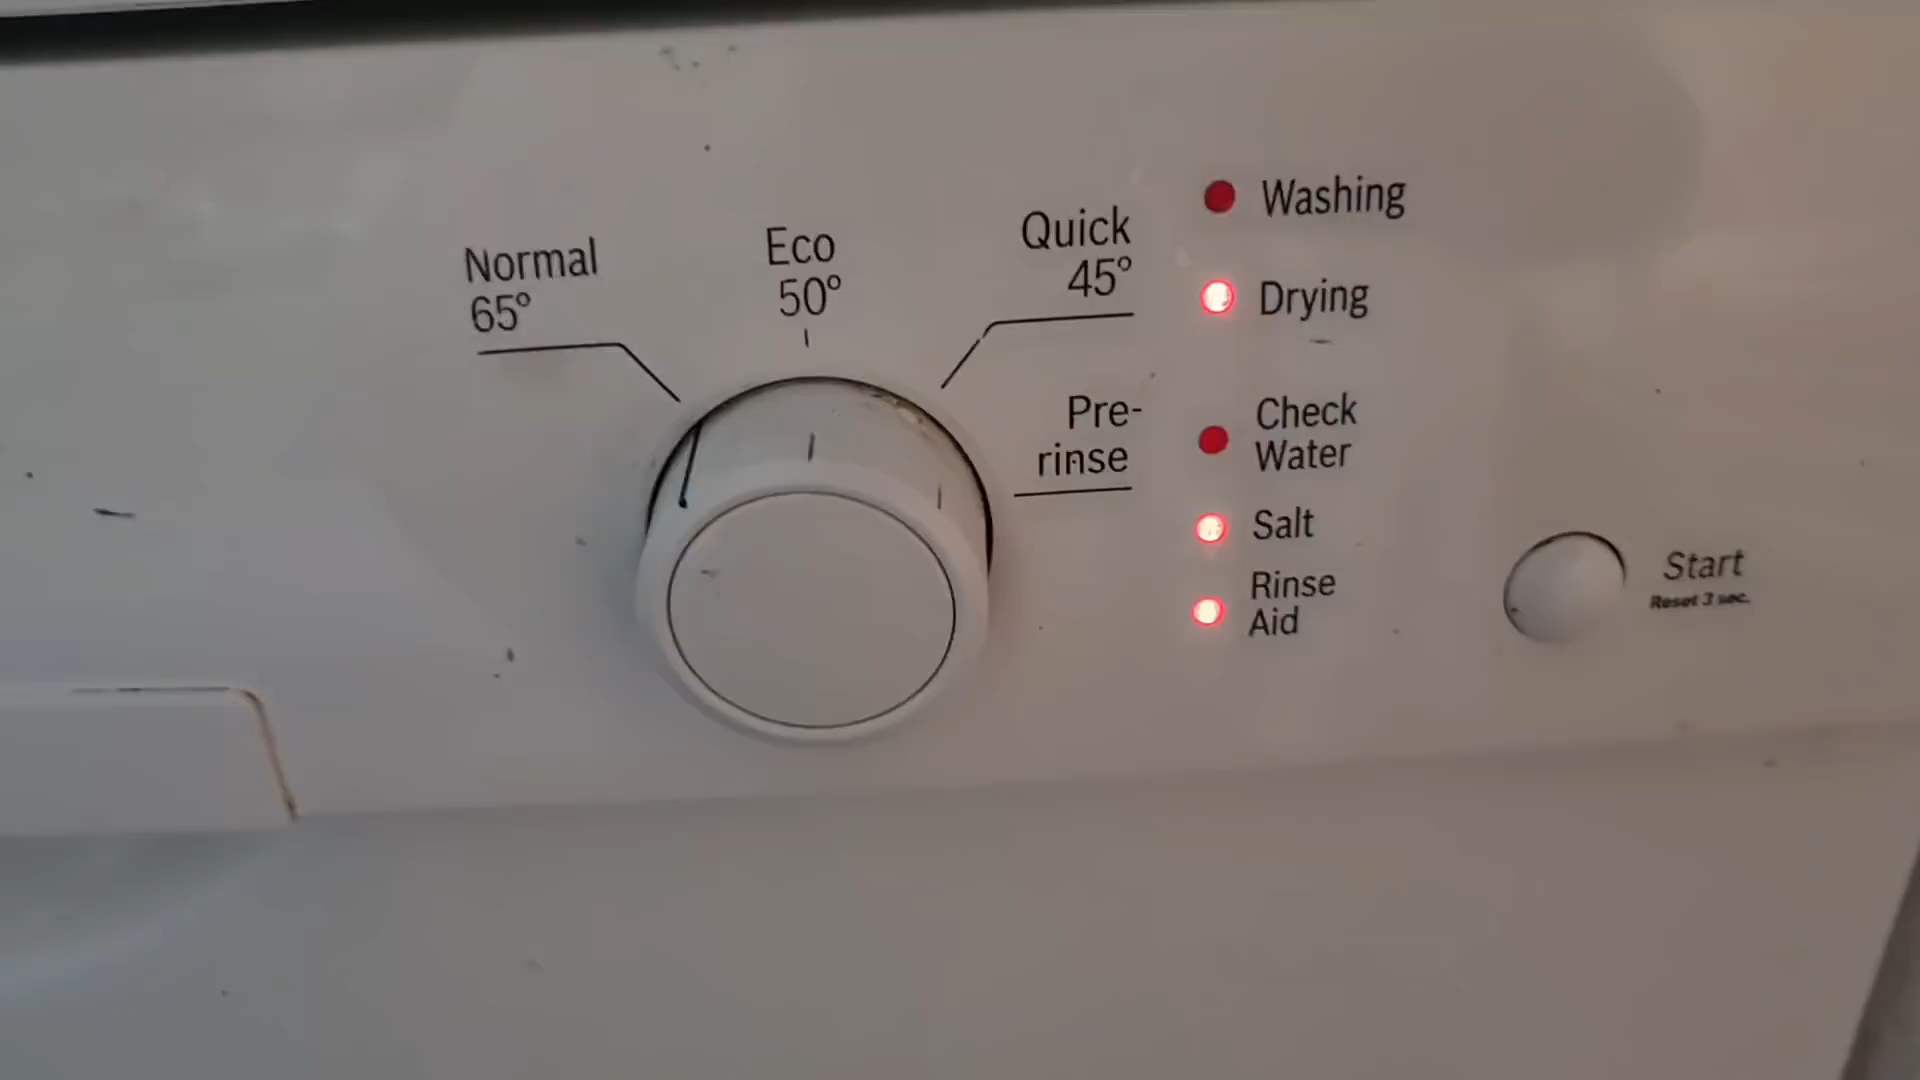 Normal
65°
Eco
50°
Quick
45°
Pre-
rinse
Washing
Drying
Check
Water
Salt
Rinse
Aid
Start
Reset 3 sec.